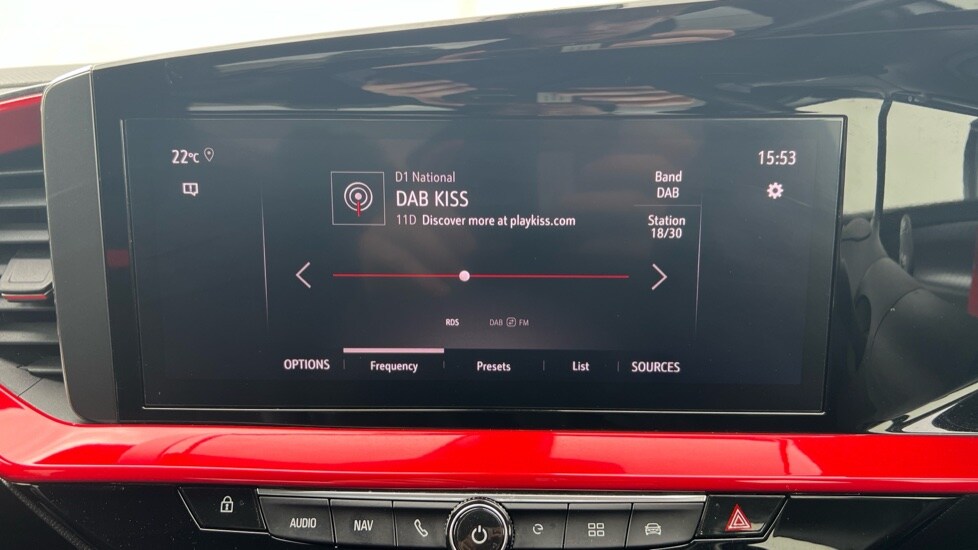 22°C
15:53
D1 National
DAB KISS
11D Discover more at playkiss.com
Band
DAB
Station
18/30
RDS
DAB FM
OPTIONS
Frequency
Presets
List
SOURCES
AUDIO
NAV